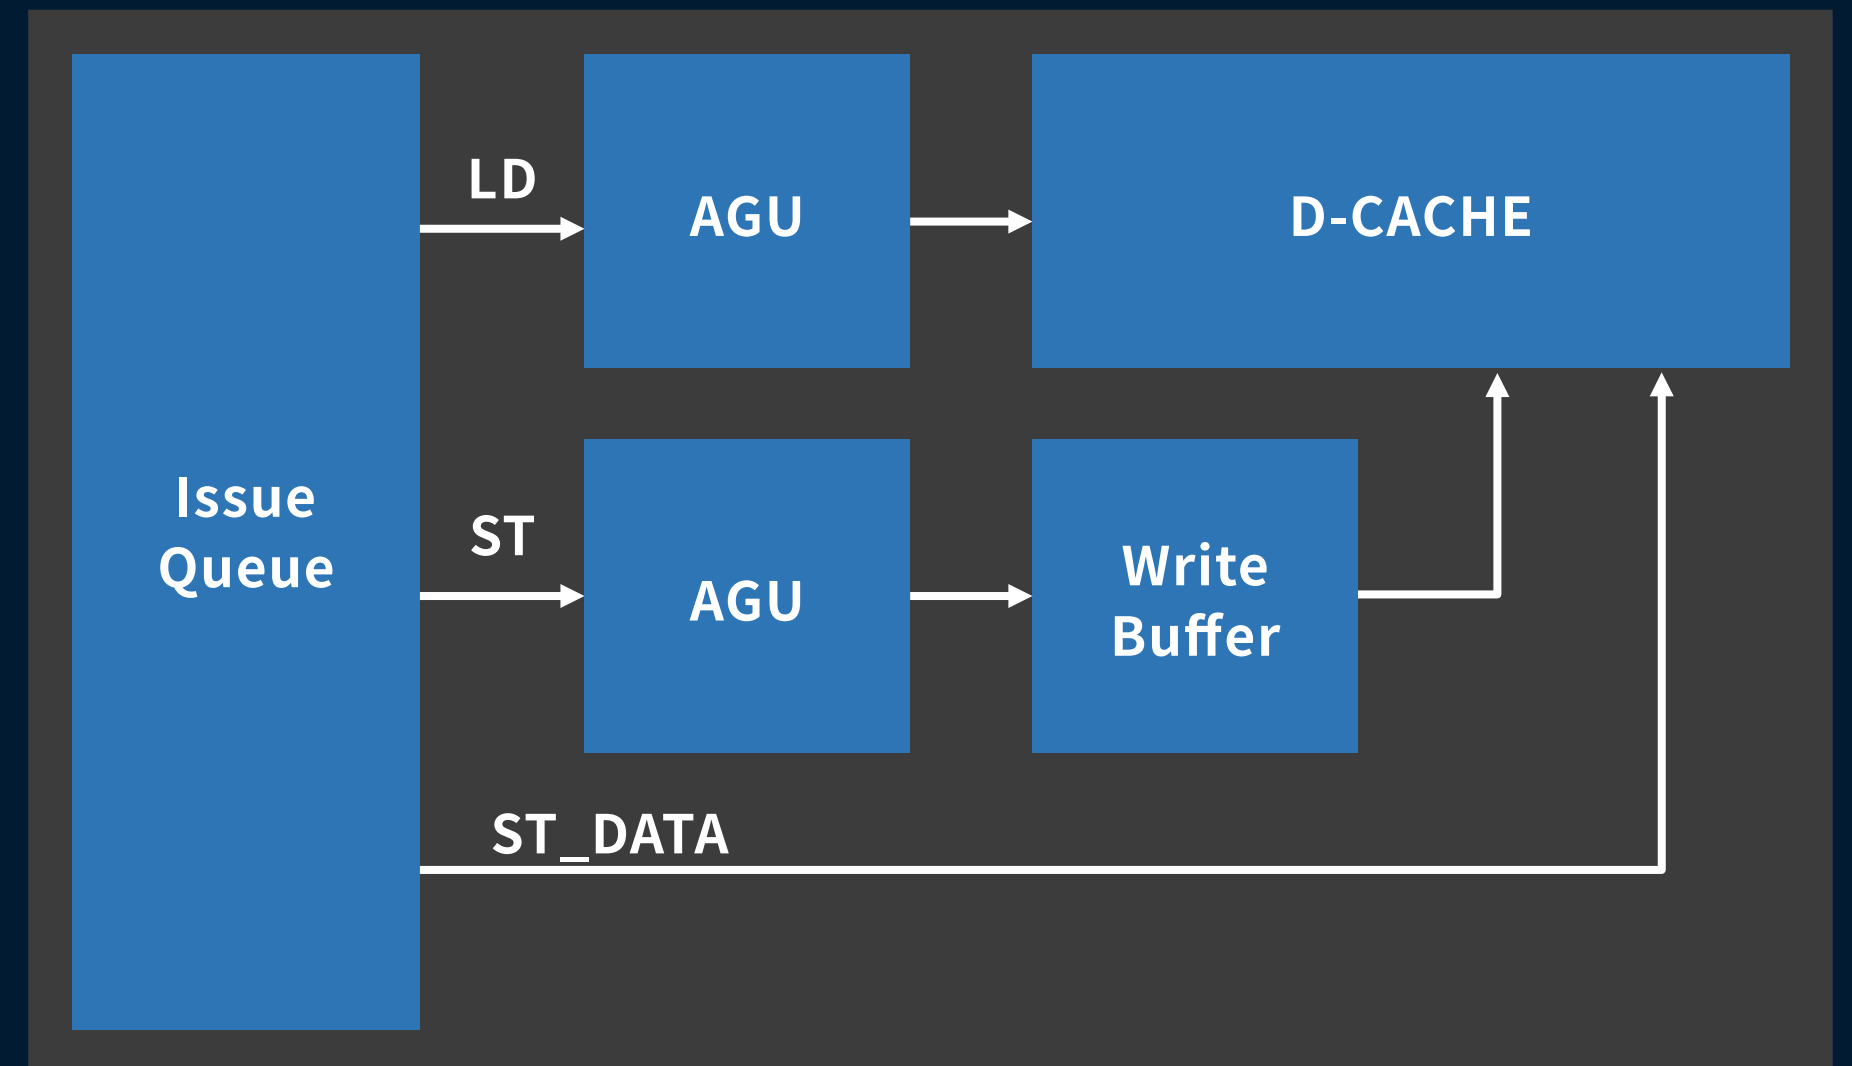 LD
AGU
D-CACHE
Issue
Queue
ST
AGU
Write
Buffer
ST_DATA